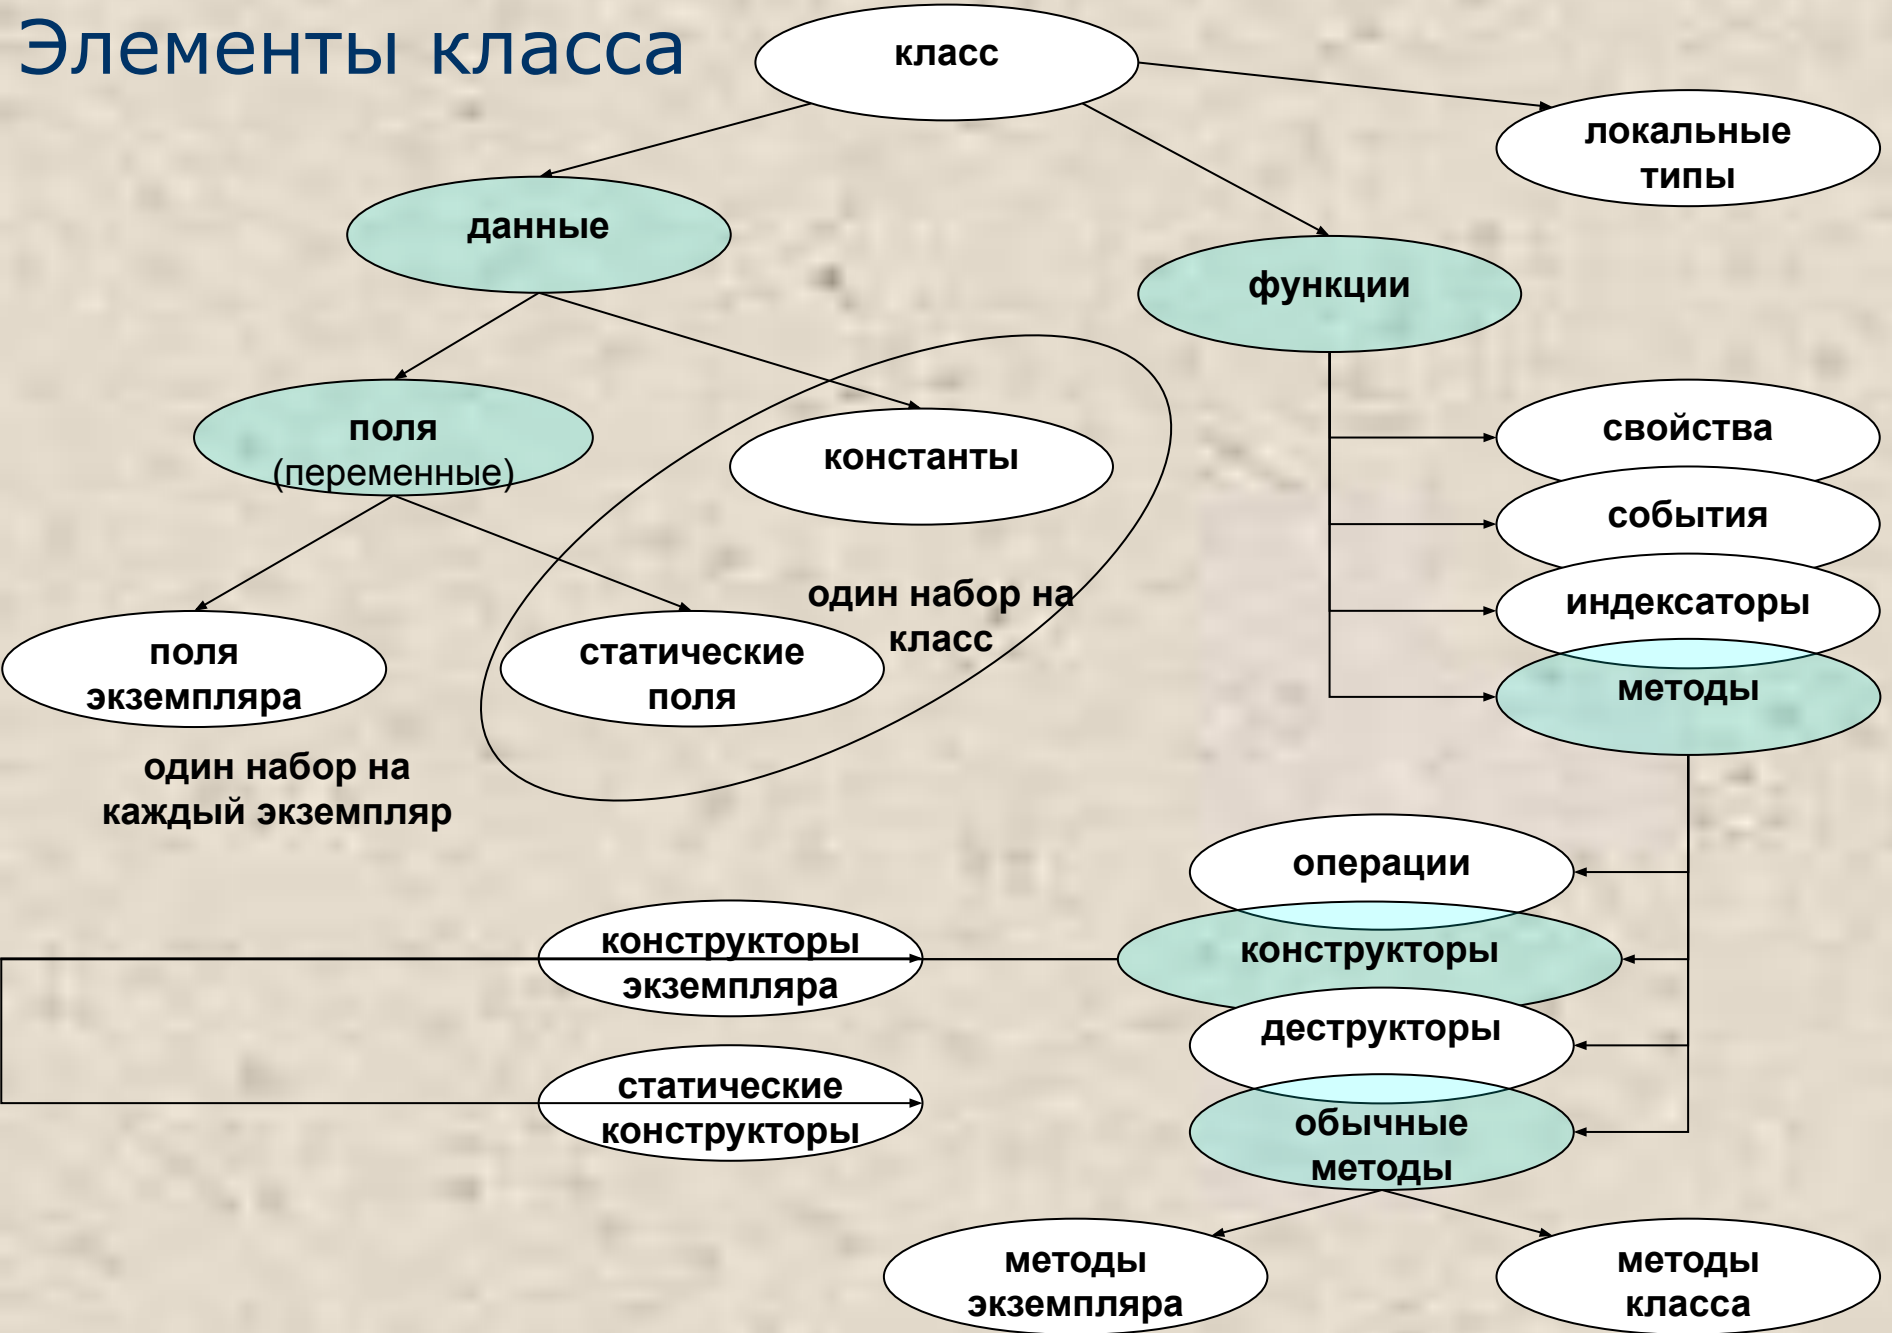 Элементы класса
класс
локальные
типы
данные
функции
поля
(переменные)
константы
свойства
события
индексаторы
методы
один набор на
класс
поля
экземпляра
статические
поля
один набор на
каждый экземпляр
операции
конструкторы
деструкторы
обычные
методы
конструкторы
экземпляра
статические
конструкторы
методы
экземпляра
методы
класса